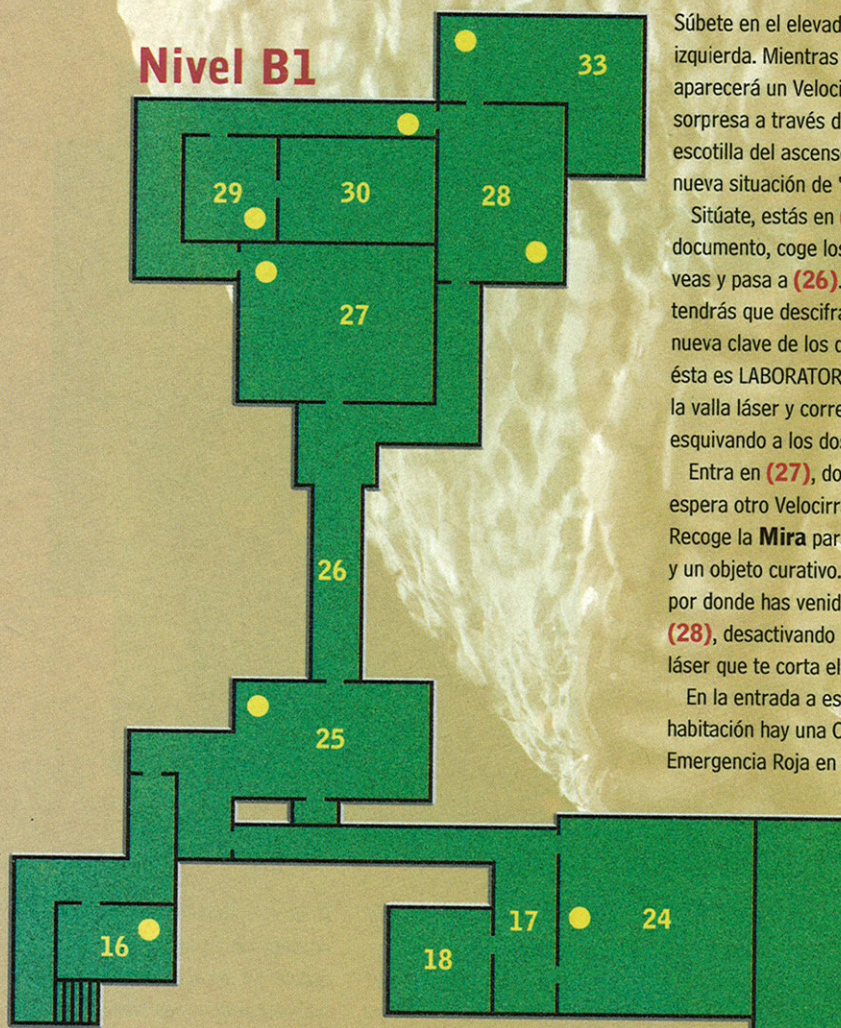 Nivel B1
33
29
30
28
27
26
25
16
18
17
24
Súbete en el elevad
izquierda. Mientras
aparecerá un Veloci
sorpresa a través d
escotilla del ascens
nueva situación de "
Sitúate, estás en
documento, coge los
veas y pasa a (26).
tendrás que descifra
nueva clave de los d
ésta es LABORATOR
la valla láser y corre
esquivando a los dos
Entra en (27), do
espera otro Velocirr
Recoge la Mira par
y un objeto curativo.
por donde has venid
(28), desactivando
láser que te corta el
En la entrada a es
habitación hay una C
Emergencia Roja en